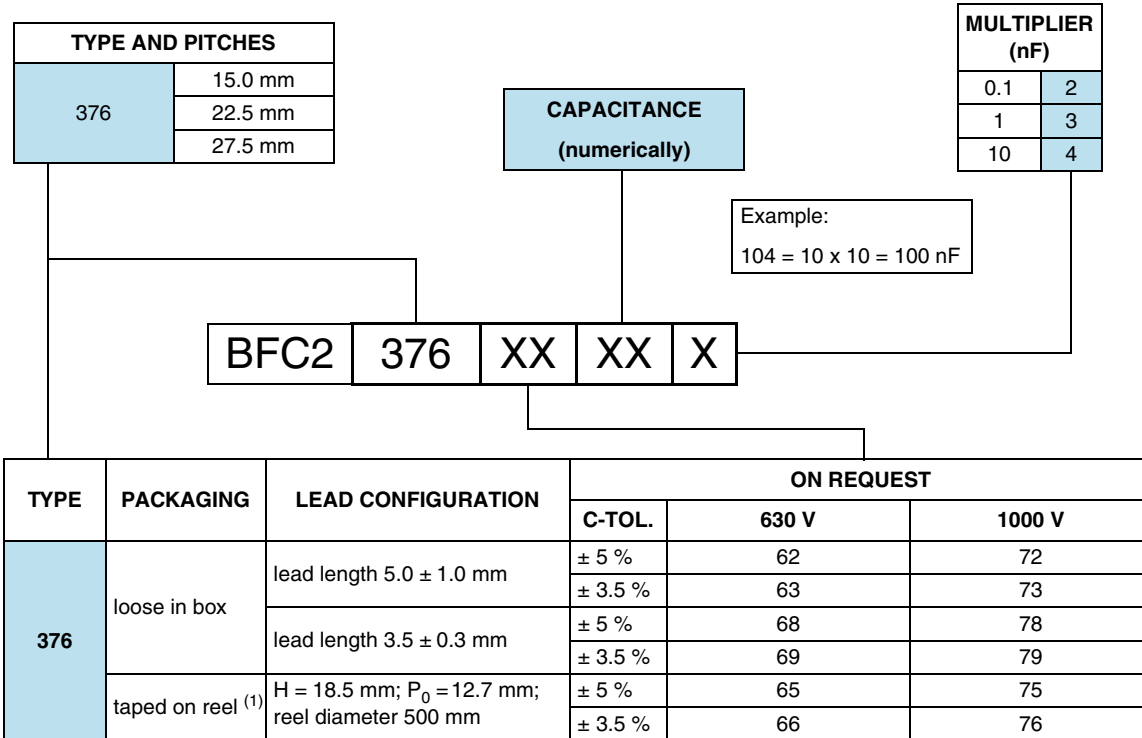 TYPE AND PITCHES
376
15.0 mm
22.5 mm
27.5 mm
CAPACITANCE
(numerically)
MULTIPLIER
(nF)
0.1 2
1 3
10 4
Example:
104 = 10 x 10 = 100 nF
BFC2 376 XX XX X
TYPE PACKAGING LEAD CONFIGURATION ON REQUEST
C-TOL. 630 V 1000 V
376
loose in box
lead length 5.0 ± 1.0 mm
± 5 % 62 72
± 3.5 % 63 73
lead length 3.5 ± 0.3 mm
± 5 % 68 78
± 3.5 % 69 79
taped on reel (1)
H = 18.5 mm; P0 = 12.7 mm;
reel diameter 500 mm
± 5 % 65 75
± 3.5 % 66 76